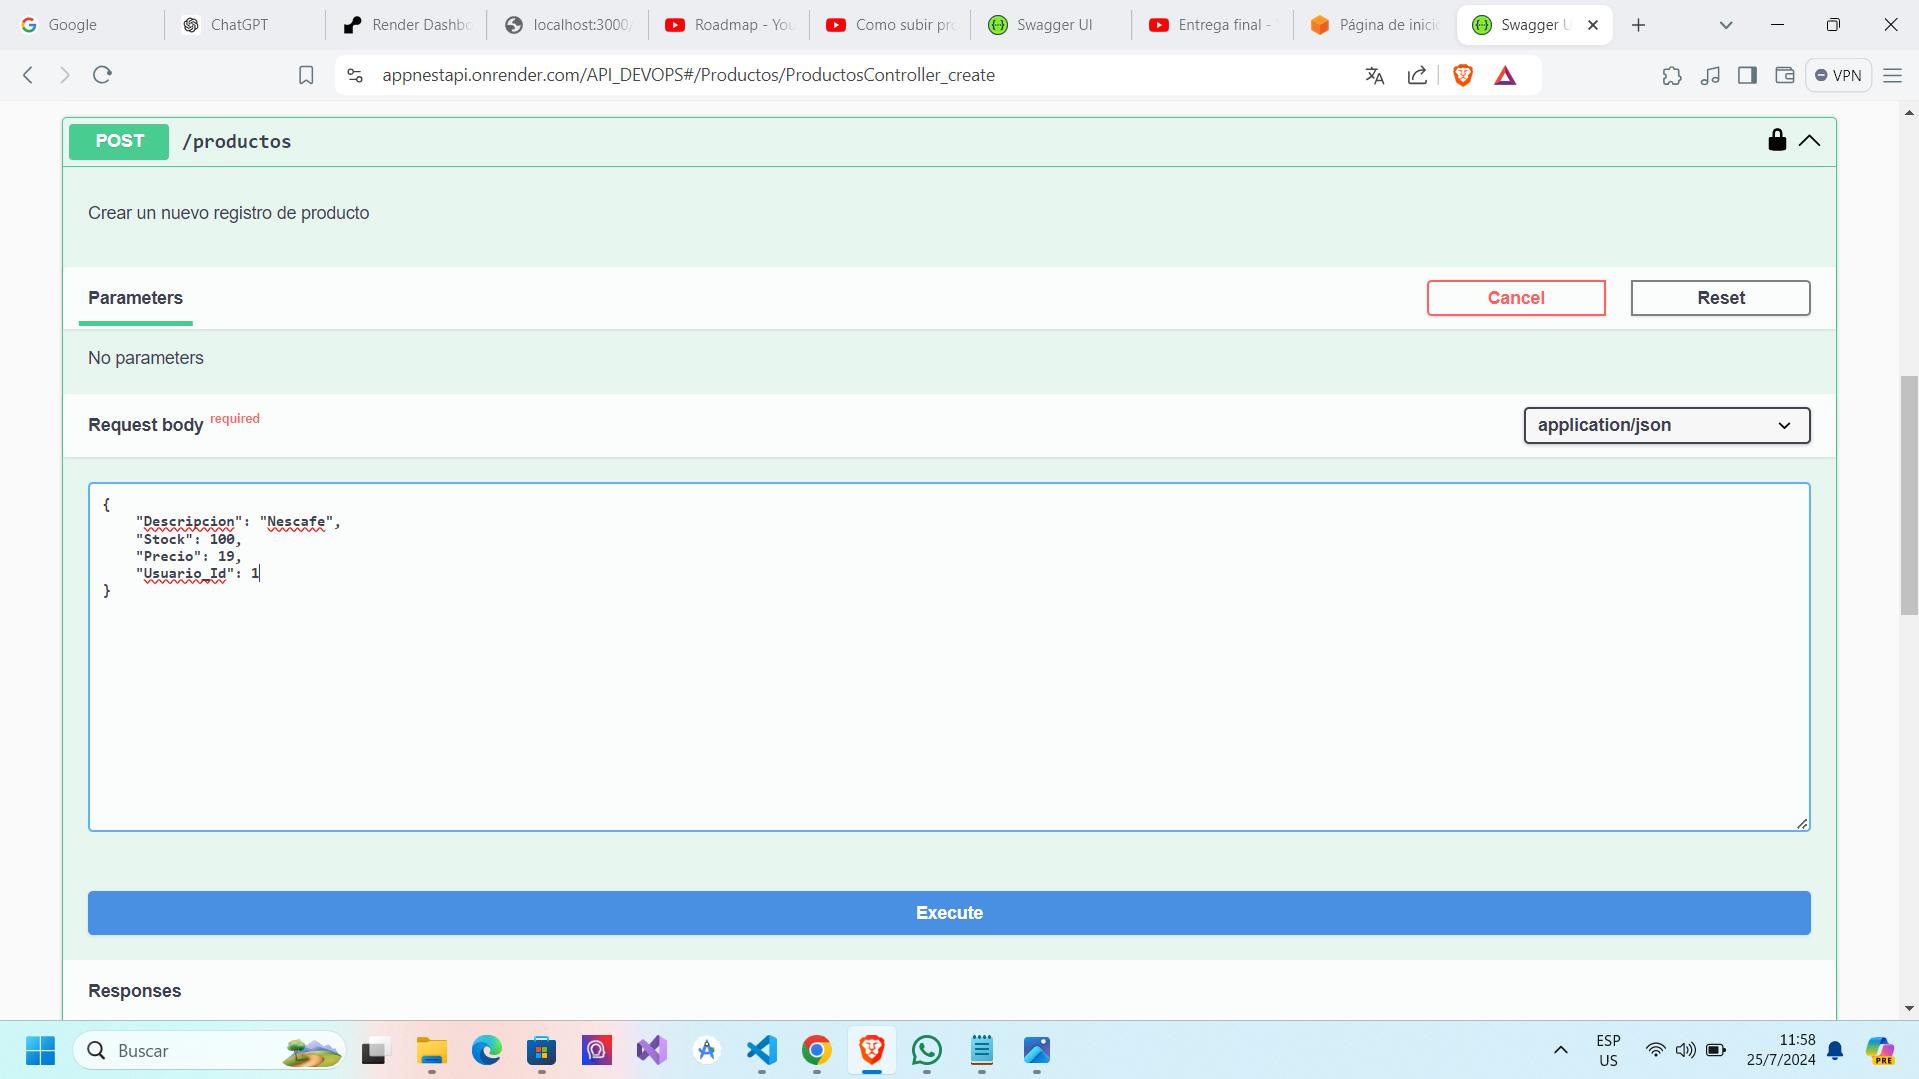 Google
ChatGPT
Render Dashbo
localhost:3000/
Roadmap - You
Como subir pro
Swagger UI
Entrega final -
Página de inici
Swagger U
appnestapi.onrender.com/API_DEVOPS#/Productos/ProductosController_create
VPN
POST /productos
Crear un nuevo registro de producto
Parameters
Cancel
Reset
No parameters
Request body required
application/json
{
"Descripcion": "Nescafe",
"Stock": 100,
"Precio": 19,
"Usuario_Id": 1
}
Execute
Responses
Buscar
ESP
US
11:58
25/7/2024
PRE